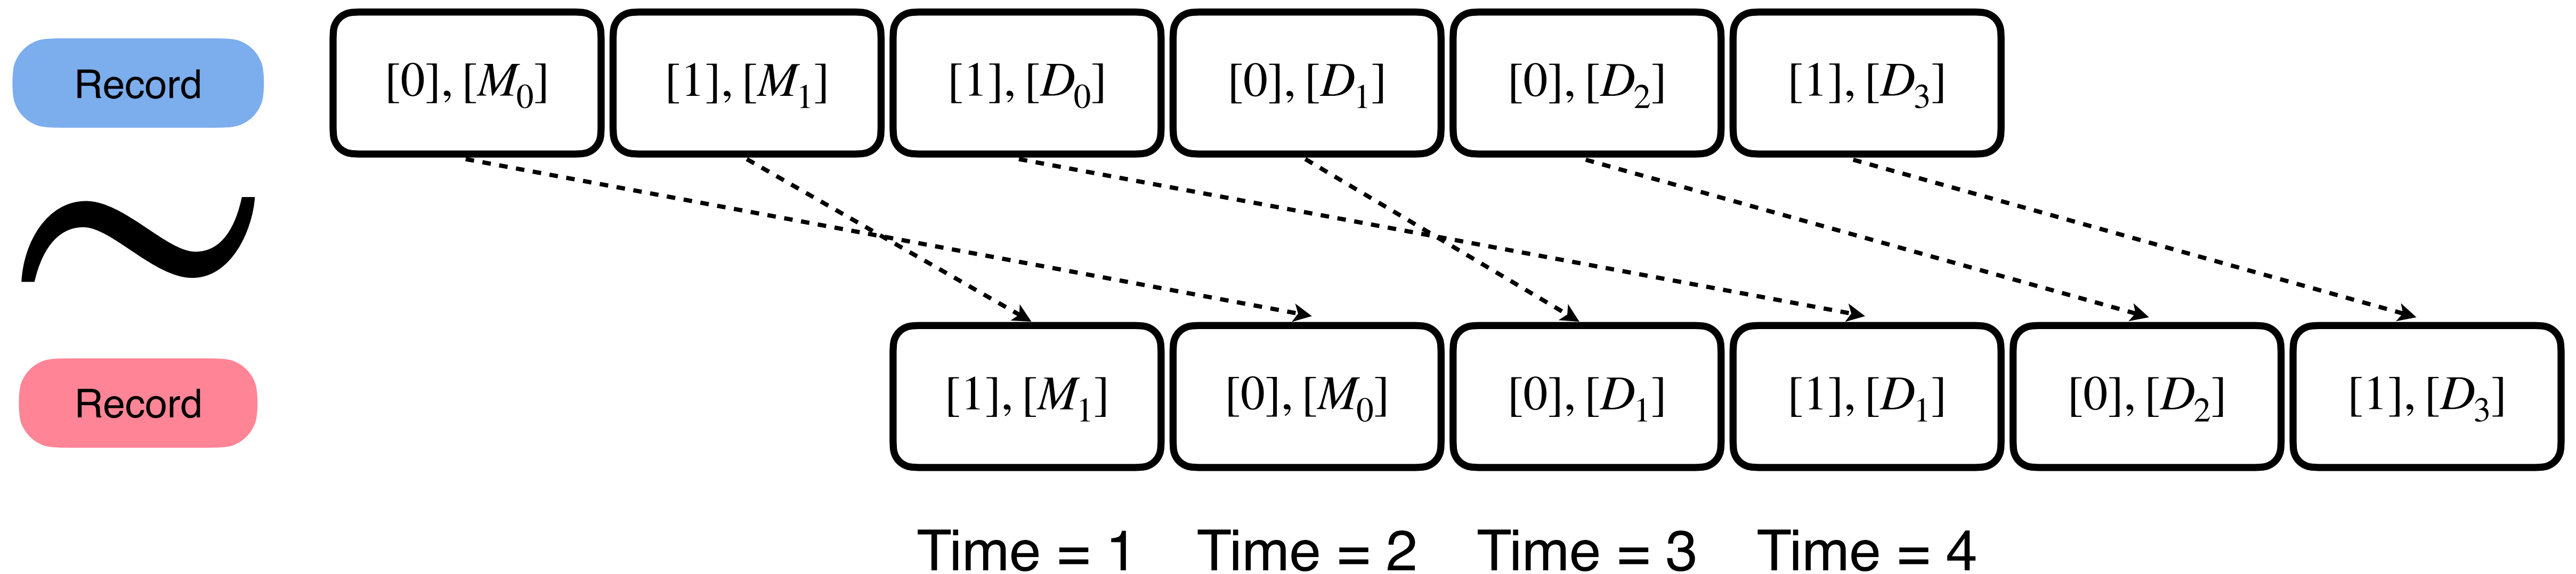 Record [0], [M₀] [1], [M₁] [1], [D₀] [0], [D₁] [0], [D₂] [1], [D₃]
~
Record [1], [M₁] [0], [M₀] [0], [D₁] [1], [D₁] [0], [D₂] [1], [D₃]
Time = 1 Time = 2 Time = 3 Time = 4